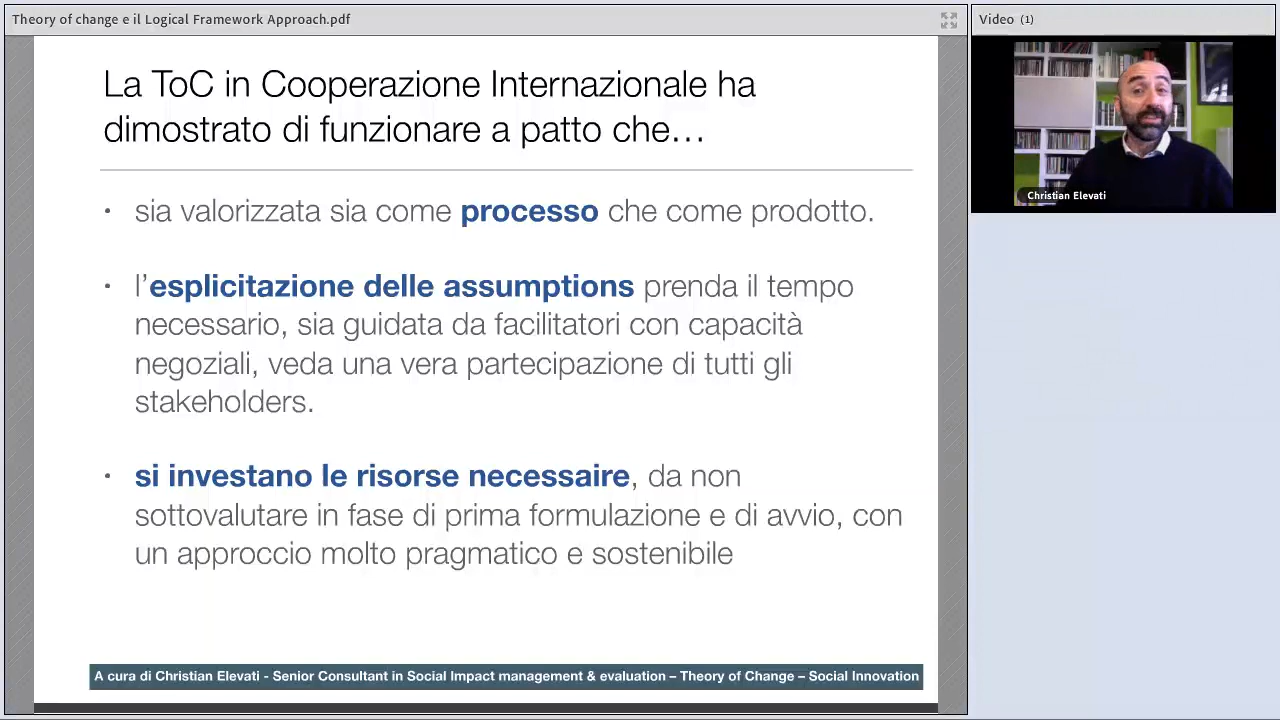 Theory of change e il Logical Framework Approach.pdf
Video (1)
Christian Elevati
La ToC in Cooperazione Internazionale ha
dimostrato di funzionare a patto che…
• sia valorizzata sia come processo che come prodotto.
• l’esplicitazione delle assumptions prenda il tempo
necessario, sia guidata da facilitatori con capacità
negoziali, veda una vera partecipazione di tutti gli
stakeholders.
• si investano le risorse necessaire, da non
sottovalutare in fase di prima formulazione e di avvio, con
un approccio molto pragmatico e sostenibile
A cura di Christian Elevati - Senior Consultant in Social Impact management & evaluation – Theory of Change – Social Innovation